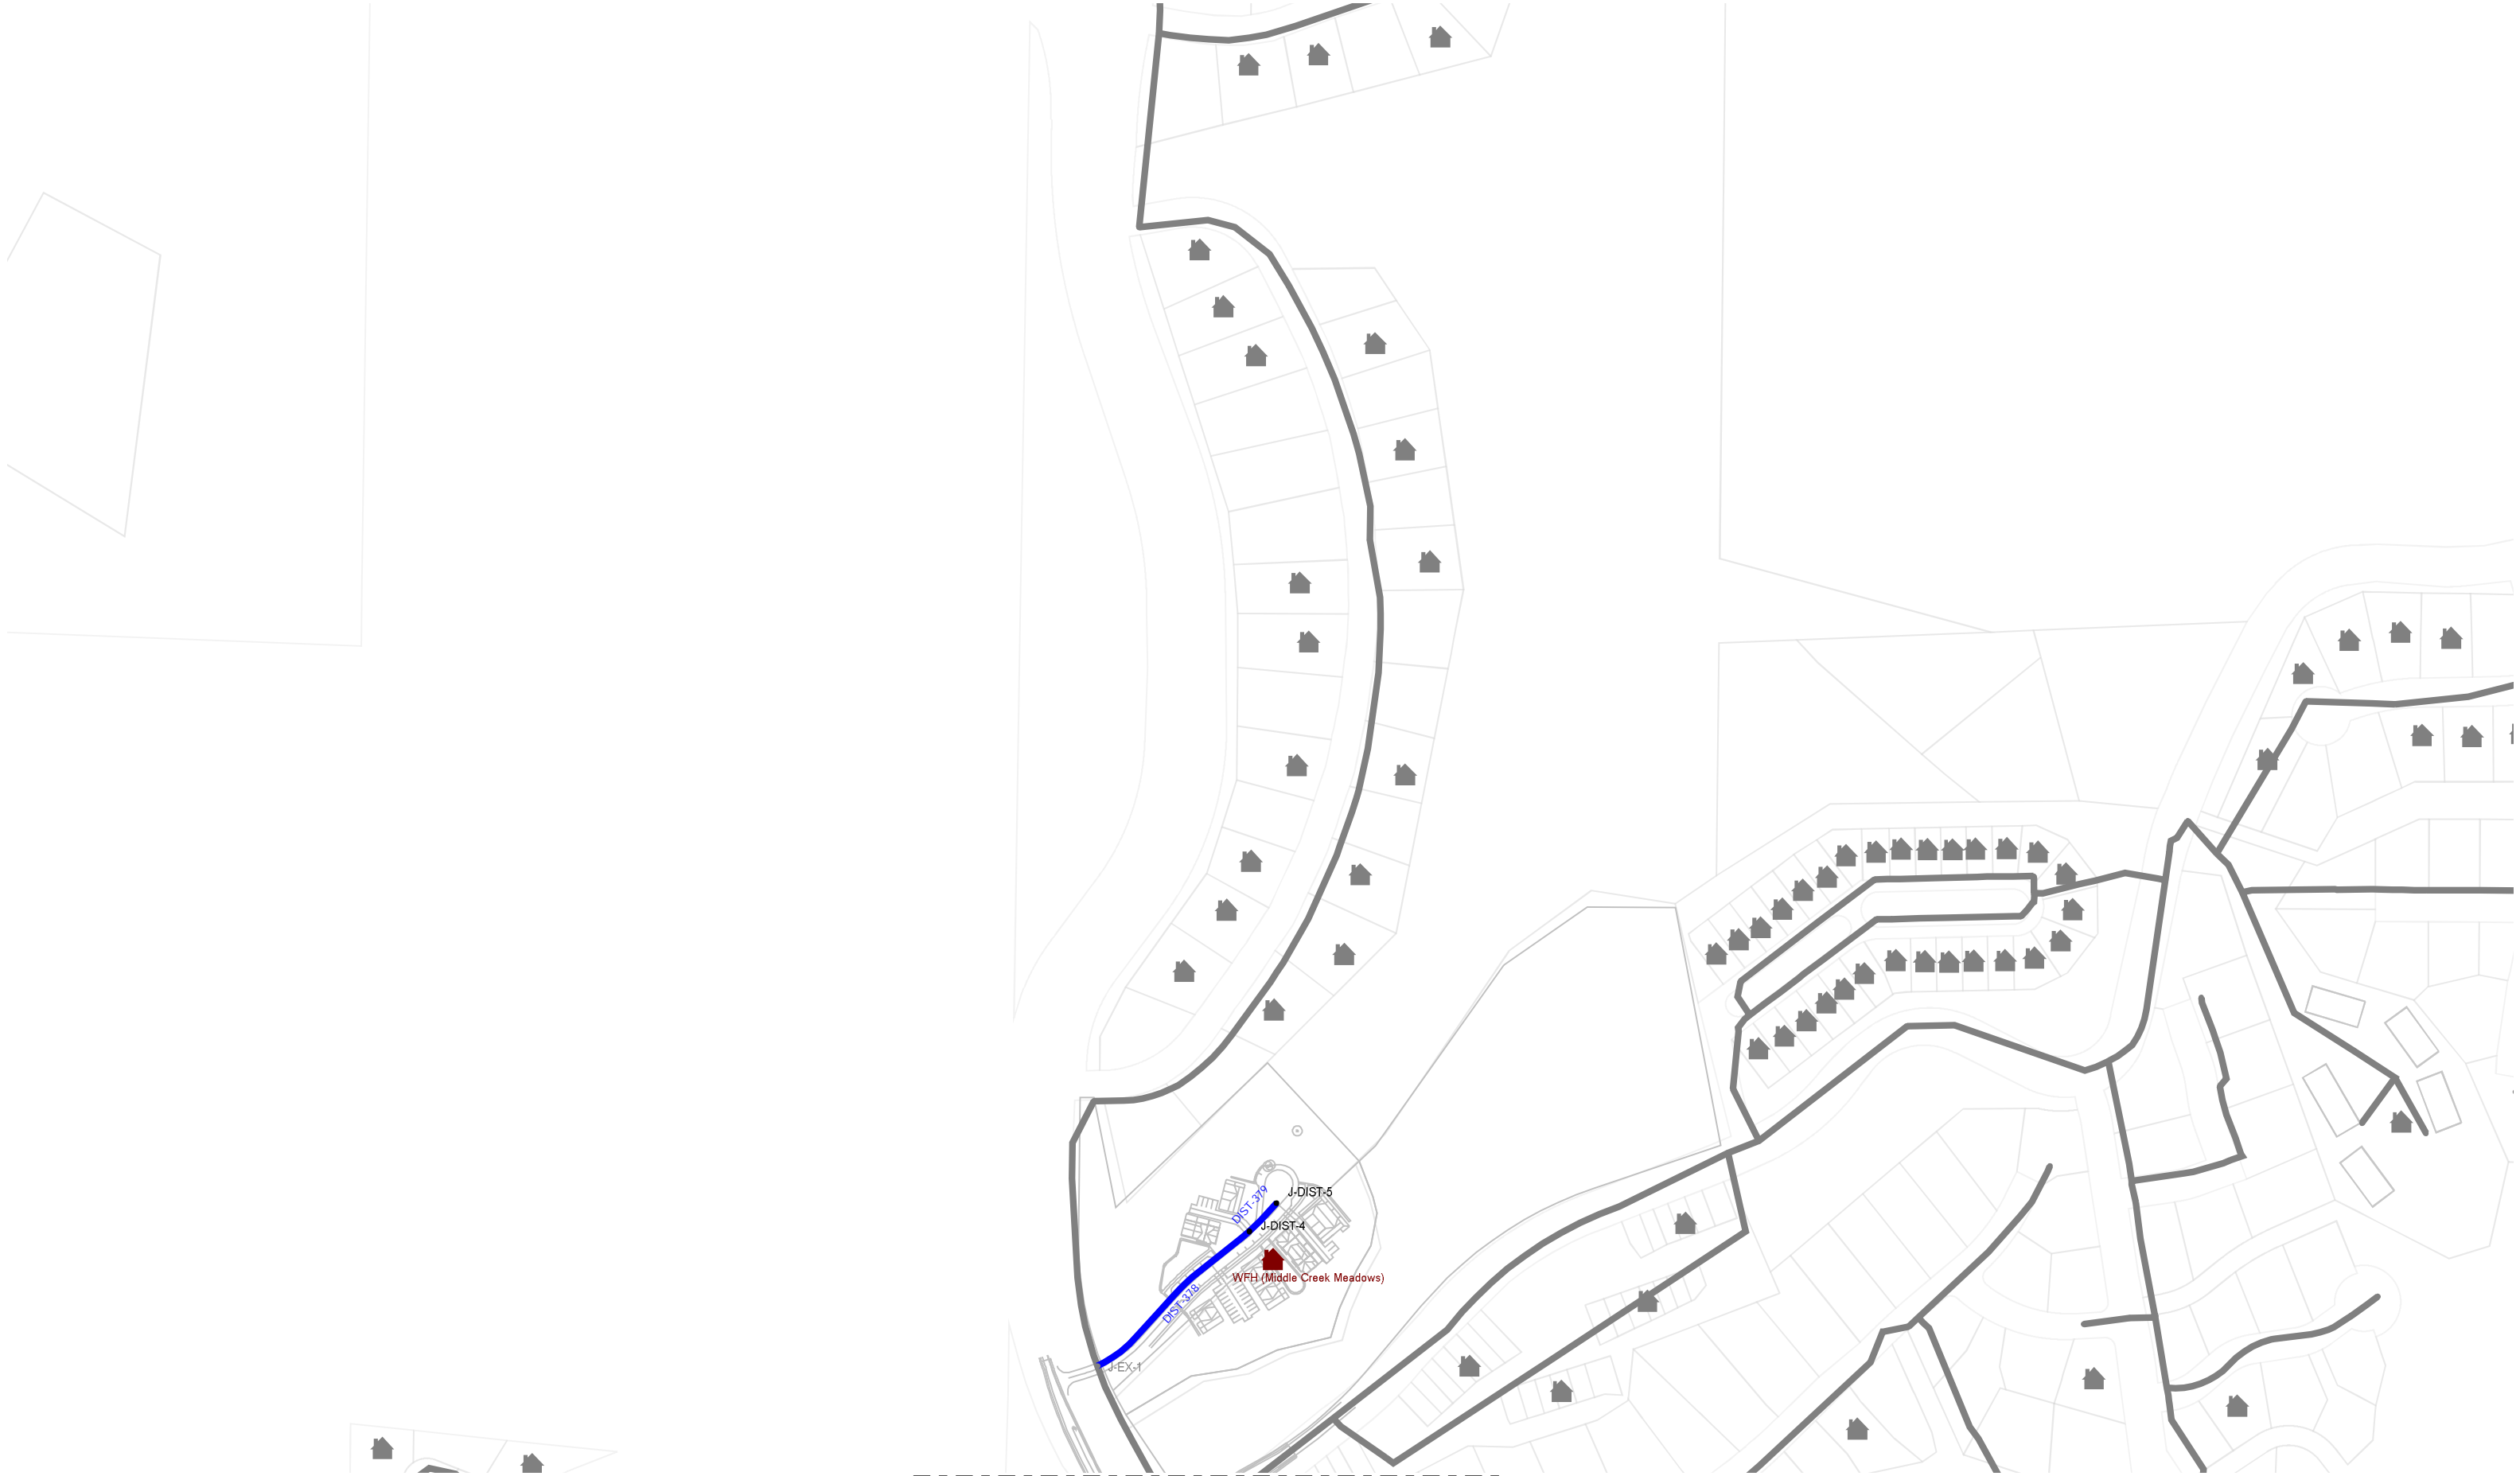 DIST-379
J-DIST-5
J-DIST-4
WFH (Middle Creek Meadows)
DIST-378
J-EX-1